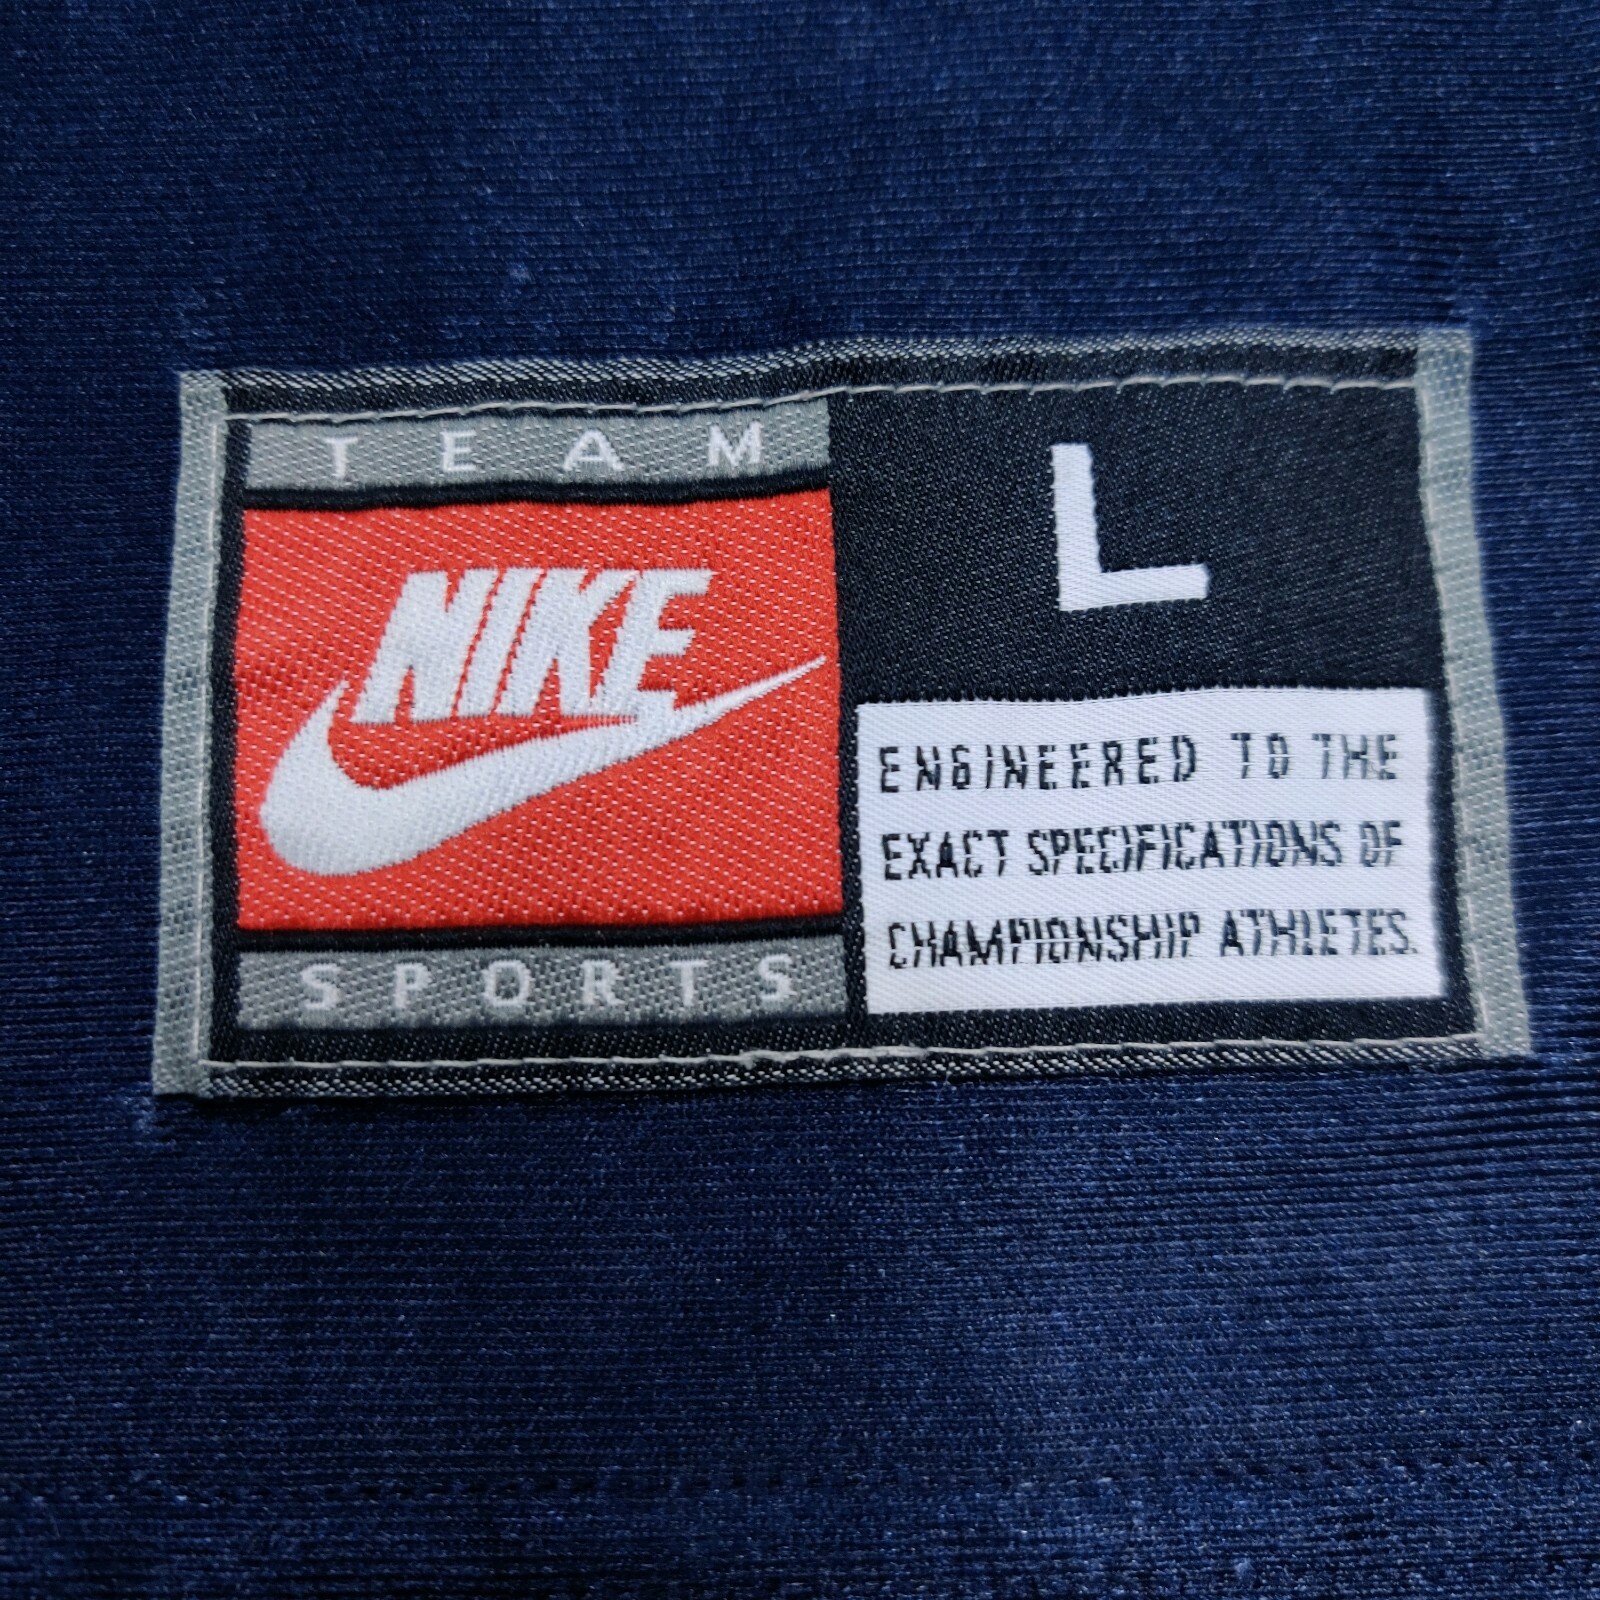 TEAM
NIKE
SPORTS
L
ENGINEERED TO THE
EXACT SPECIFICATIONS OF
CHAMPIONSHIP ATHLETES.